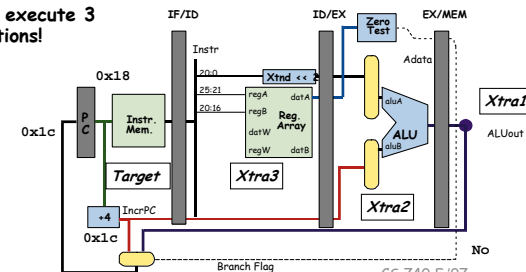 execute 3
tions!
IF/ID
ID/EX
EX/MEM
Zero
Test
Instr
Adata
20:0
Xtnd << 2
0x18
25:21
regA
datA
aluA
Xtra1
20:16
regB
P
C
Instr.
Mem.
Reg.
Array
ALU
ALUout
0x1c
datW
aluB
regW
datB
Target
Xtra3
Xtra2
+4
IncrPC
0x1c
No
Branch Flag